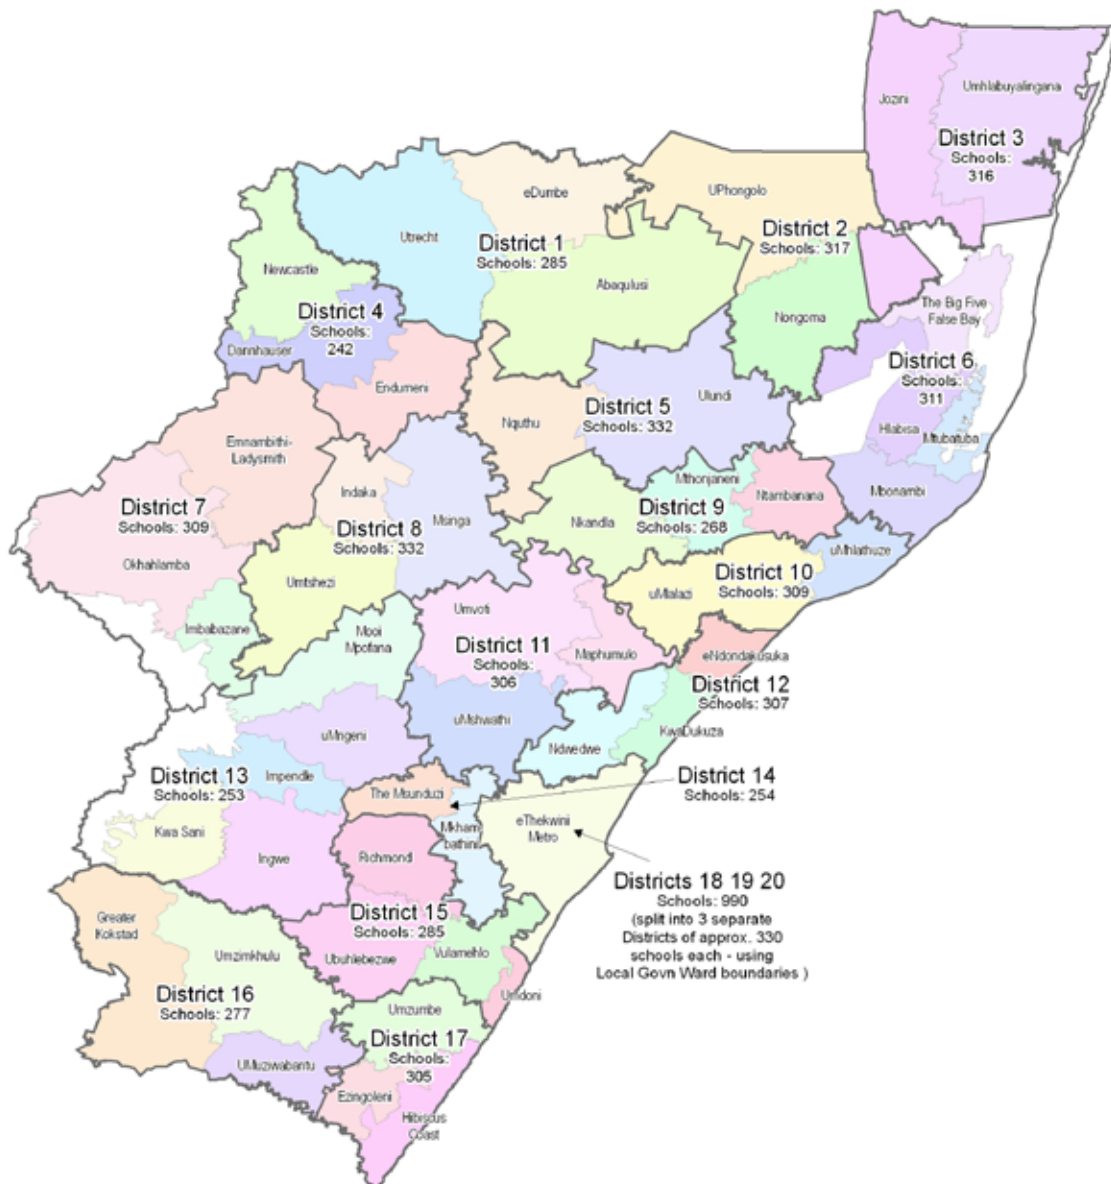 Jozini
Umhlabuyalingana
District 3
Schools:
316
eDumbe
UPhongolo
Utrecht
District 1
Schools: 285
District 2
Schools: 317
Newcastle
Abaqulusi
The Big Five
False Bay
District 4
Schools:
242
Nongoma
Dannhauser
District 6
Schools:
311
Endumeni
Ulundi
Nquthu
District 5
Schools: 332
Hlabisa
Mtubatuba
Emnambithi-
Ladysmith
Mthonjaneni
Indaka
Mbonambi
Ntambanana
District 7
Schools: 309
Msinga
Nkandla
District 9
Schools: 268
District 8
Schools: 332
uMhlathuze
Okhahlamba
Umtshezi
District 10
Schools: 309
uMlalazi
Umvoti
Imbabazane
Mooi
Mpofana
District 11
Schools:
306
Maphumulo
eNdondakusuka
District 12
Schools: 307
uMshwathi
KwaDukuza
uMngeni
Ndwedwe
District 13
Schools: 253
Impendle
District 14
Schools: 254
The Msunduzi
eThekwini
Metro
Mkham
bathini
Kwa Sani
Ingwe
Richmond
Districts 18 19 20
Schools: 990
(split into 3 separate
Districts of approx. 330
schools each - using
Local Govn Ward boundaries )
District 15
Schools: 285
Greater
Kokstad
Vulamehlo
Umzimkhulu
Ubuhlebezwe
Umdoni
District 16
Schools: 277
Umzumbe
District 17
Schools:
305
UMuziwabantu
Ezingoleni
Hibiscus
Coast